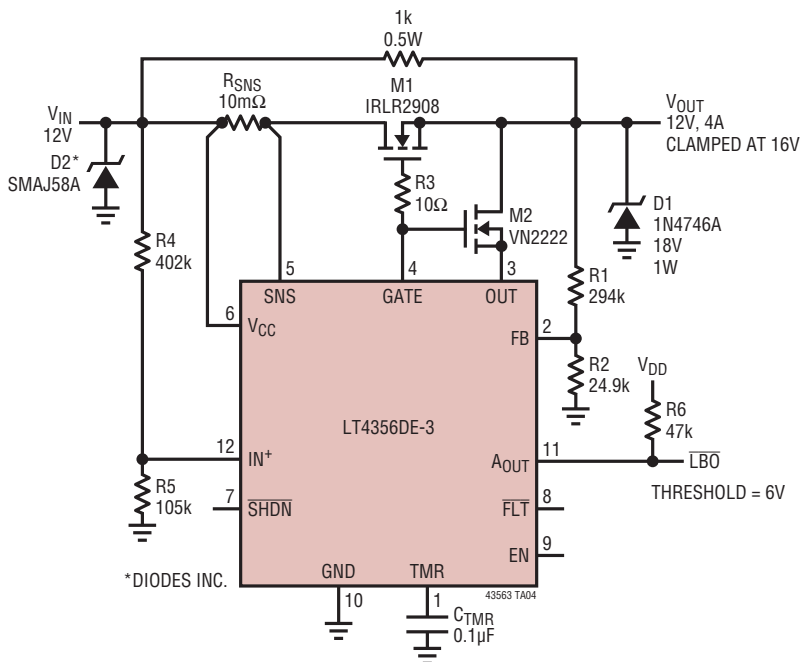 1k
0.5W
RSNS
10mΩ
M1
IRLR2908
VIN
12V
VOUT
12V, 4A
CLAMPED AT 16V
D2*
SMAJ58A
R3
10Ω
M2
VN2222
D1
1N4746A
18V
1W
R4
402k
5
4
3
R1
294k
SNS
GATE
OUT
6
VCC
FB
2
R2
24.9k
VDD
R6
47k
LT4356DE-3
12
IN+
AOUT
11
LBO
THRESHOLD = 6V
R5
105k
7
SHDN
FLT
8
EN
9
*DIODES INC.
GND
TMR
10
1
43563 TA04
CTMR
0.1µF